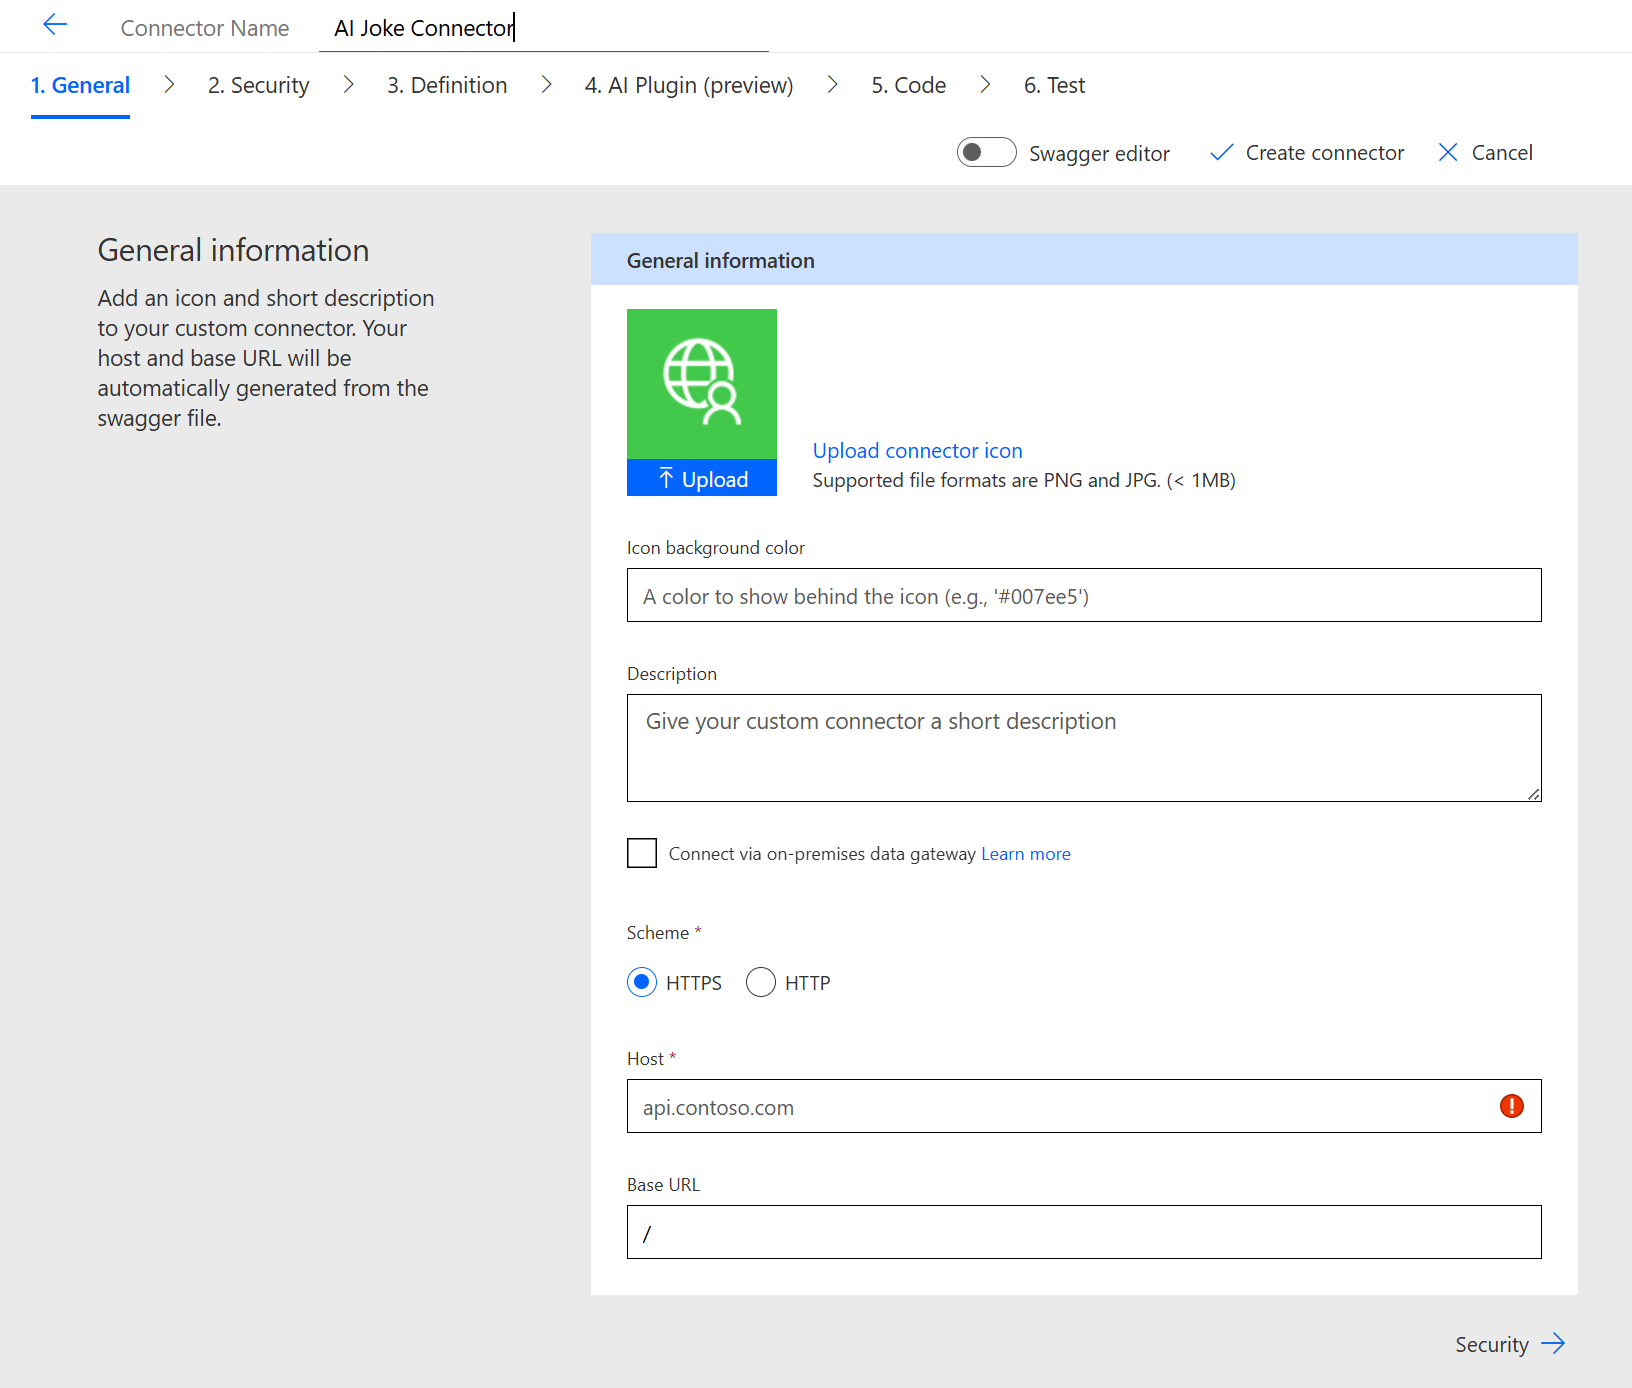 Connector Name AI Joke Connector
1. General 2. Security 3. Definition 4. AI Plugin (preview) 5. Code 6. Test
Swagger editor Create connector Cancel
General information
Add an icon and short description
to your custom connector. Your
host and base URL will be
automatically generated from the
swagger file.
General information
Upload
Upload connector icon
Supported file formats are PNG and JPG. (< 1MB)
Icon background color
A color to show behind the icon (e.g., '#007ee5')
Description
Give your custom connector a short description
Connect via on-premises data gateway Learn more
Scheme *
HTTPS HTTP
Host *
api.contoso.com
Base URL
/
Security